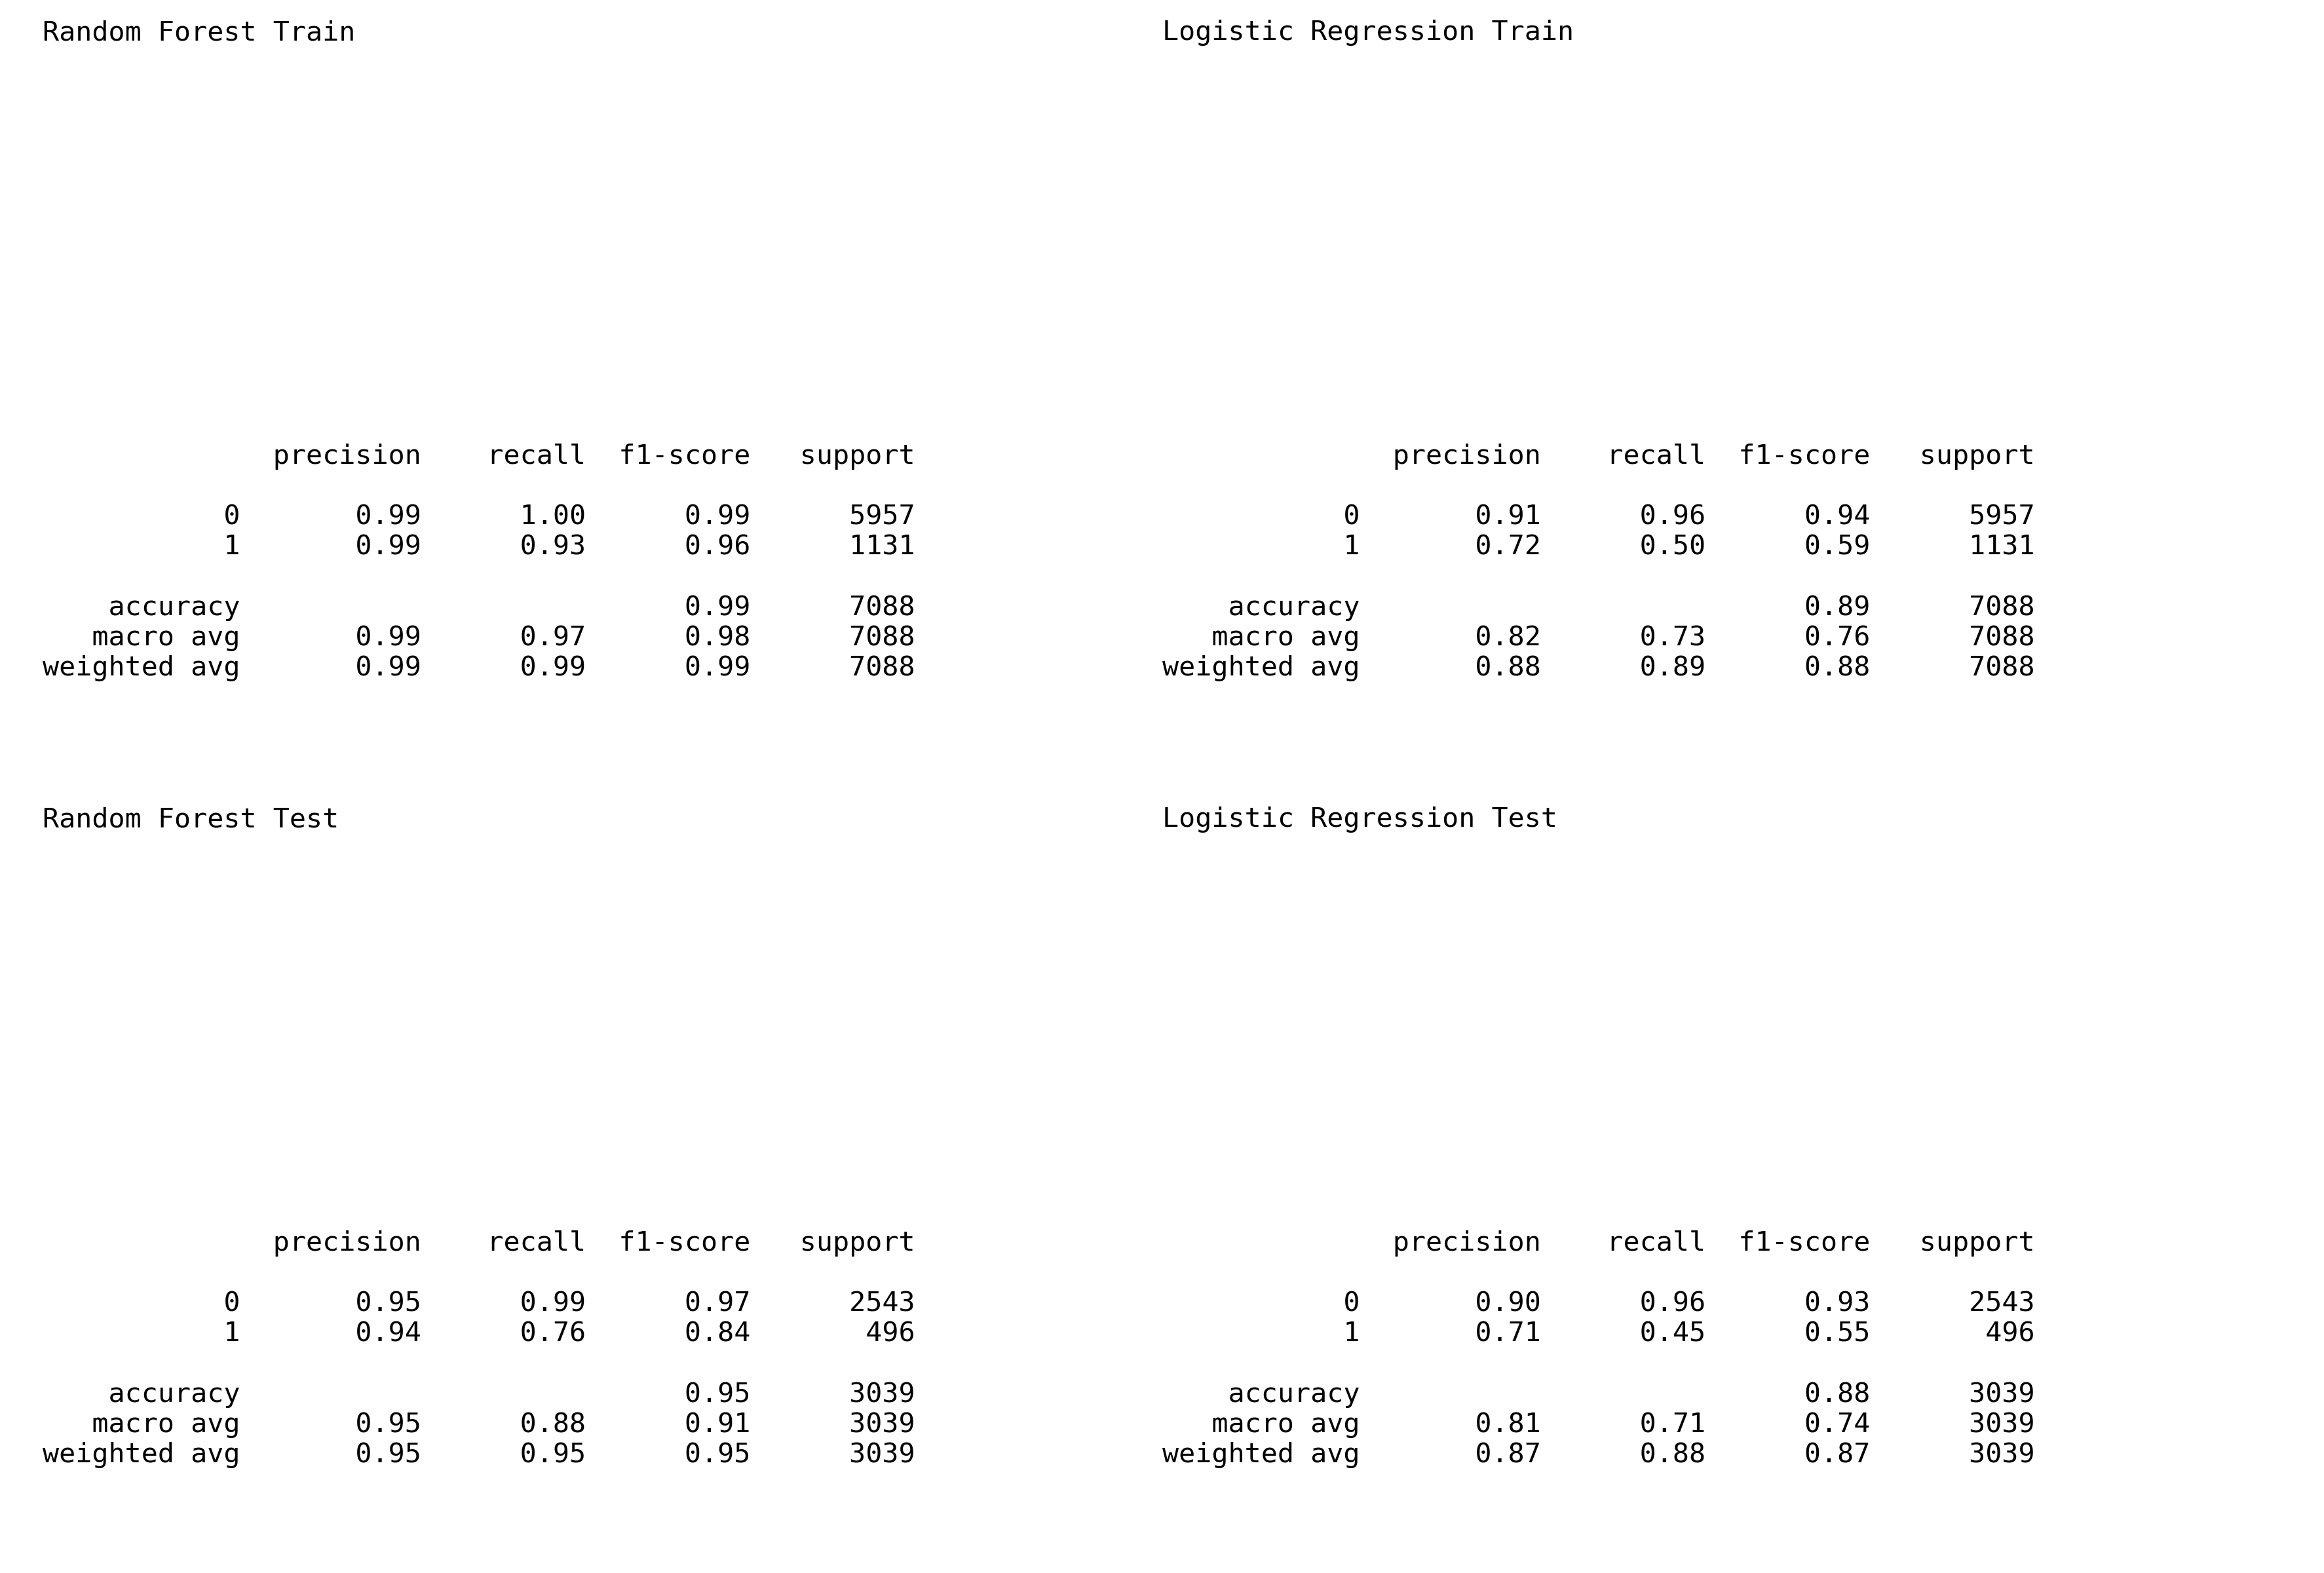 Random Forest Train
precision recall f1-score support
0 0.99 1.00 0.99 5957
1 0.99 0.93 0.96 1131
accuracy 0.99 7088
macro avg 0.99 0.97 0.98 7088
weighted avg 0.99 0.99 0.99 7088
Logistic Regression Train
precision recall f1-score support
0 0.91 0.96 0.94 5957
1 0.72 0.50 0.59 1131
accuracy 0.89 7088
macro avg 0.82 0.73 0.76 7088
weighted avg 0.88 0.89 0.88 7088
Random Forest Test
precision recall f1-score support
0 0.95 0.99 0.97 2543
1 0.94 0.76 0.84 496
accuracy 0.95 3039
macro avg 0.95 0.88 0.91 3039
weighted avg 0.95 0.95 0.95 3039
Logistic Regression Test
precision recall f1-score support
0 0.90 0.96 0.93 2543
1 0.71 0.45 0.55 496
accuracy 0.88 3039
macro avg 0.81 0.71 0.74 3039
weighted avg 0.87 0.88 0.87 3039